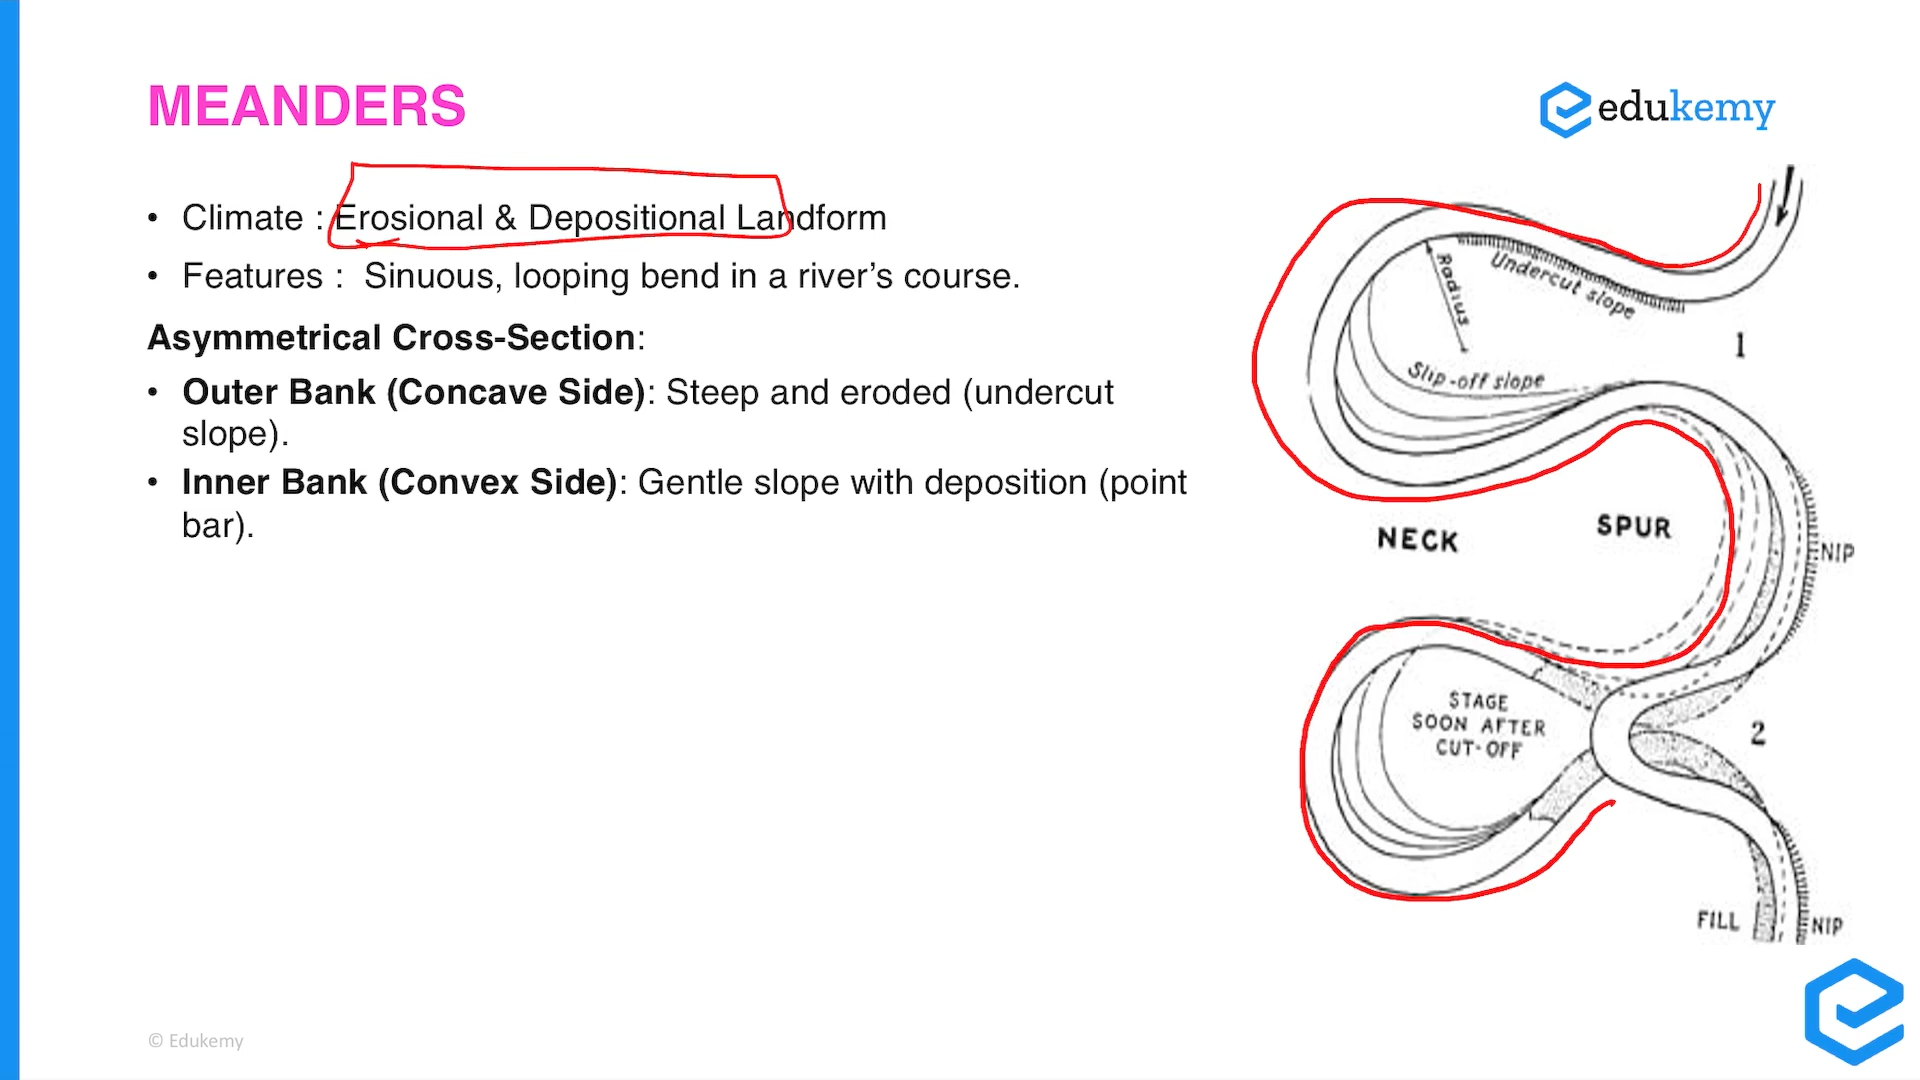 MEANDERS
edukemy
• Climate : Erosional & Depositional Landform
• Features : Sinuous, looping bend in a river’s course.
Asymmetrical Cross-Section:
• Outer Bank (Concave Side): Steep and eroded (undercut
slope).
• Inner Bank (Convex Side): Gentle slope with deposition (point
bar).
Radius
Undercut slope
1
Slip-off slope
NECK
SPUR
NIP
STAGE
SOON AFTER
CUT-OFF
2
FILL
NIP
© Edukemy